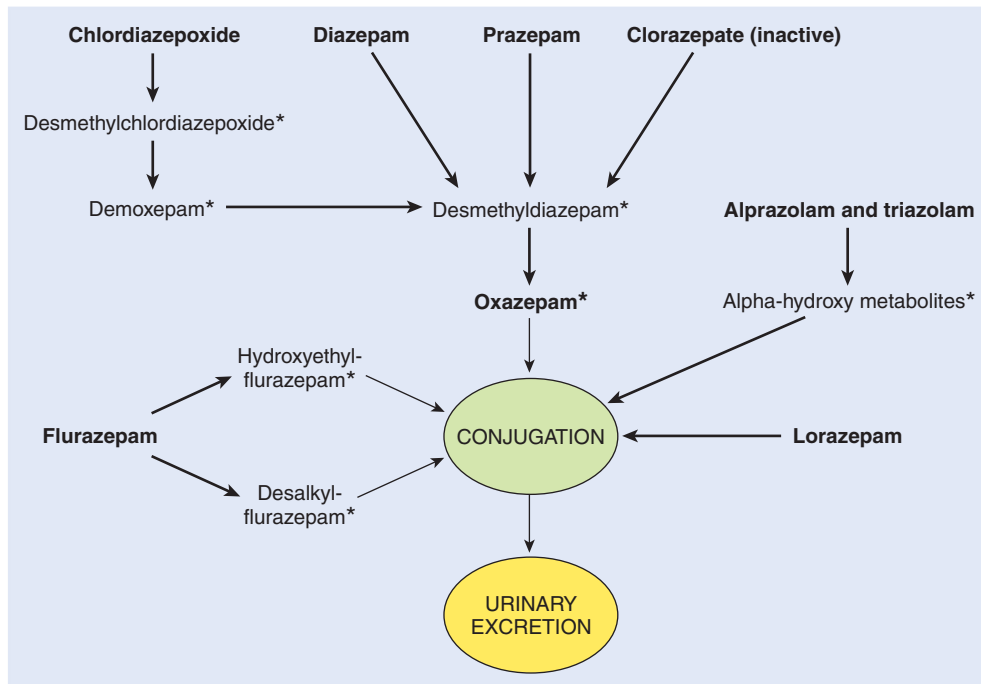 Chlordiazepoxide
Diazepam
Prazepam
Clorazepate (inactive)
Desmethylchlordiazepoxide*
Demoxepam*
Desmethyldiazepam*
Alprazolam and triazolam
Oxazepam*
Alpha-hydroxy metabolites*
Hydroxyethyl-
flurazepam*
Flurazepam
CONJUGATION
Lorazepam
Desalkyl-
flurazepam*
URINARY
EXCRETION